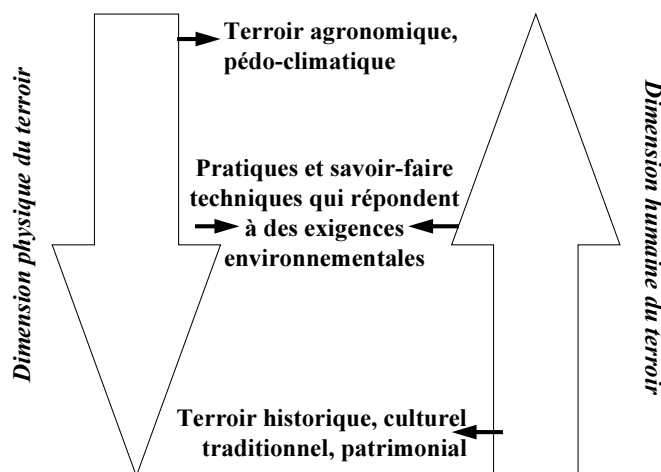 Dimension physique du terroir
Terroir agronomique,
pédo-climatique
Pratiques et savoir-faire
techniques qui répondent
à des exigences
environnementales
Terroir historique, culturel
traditionnel, patrimonial
Dimension humaine du terroir